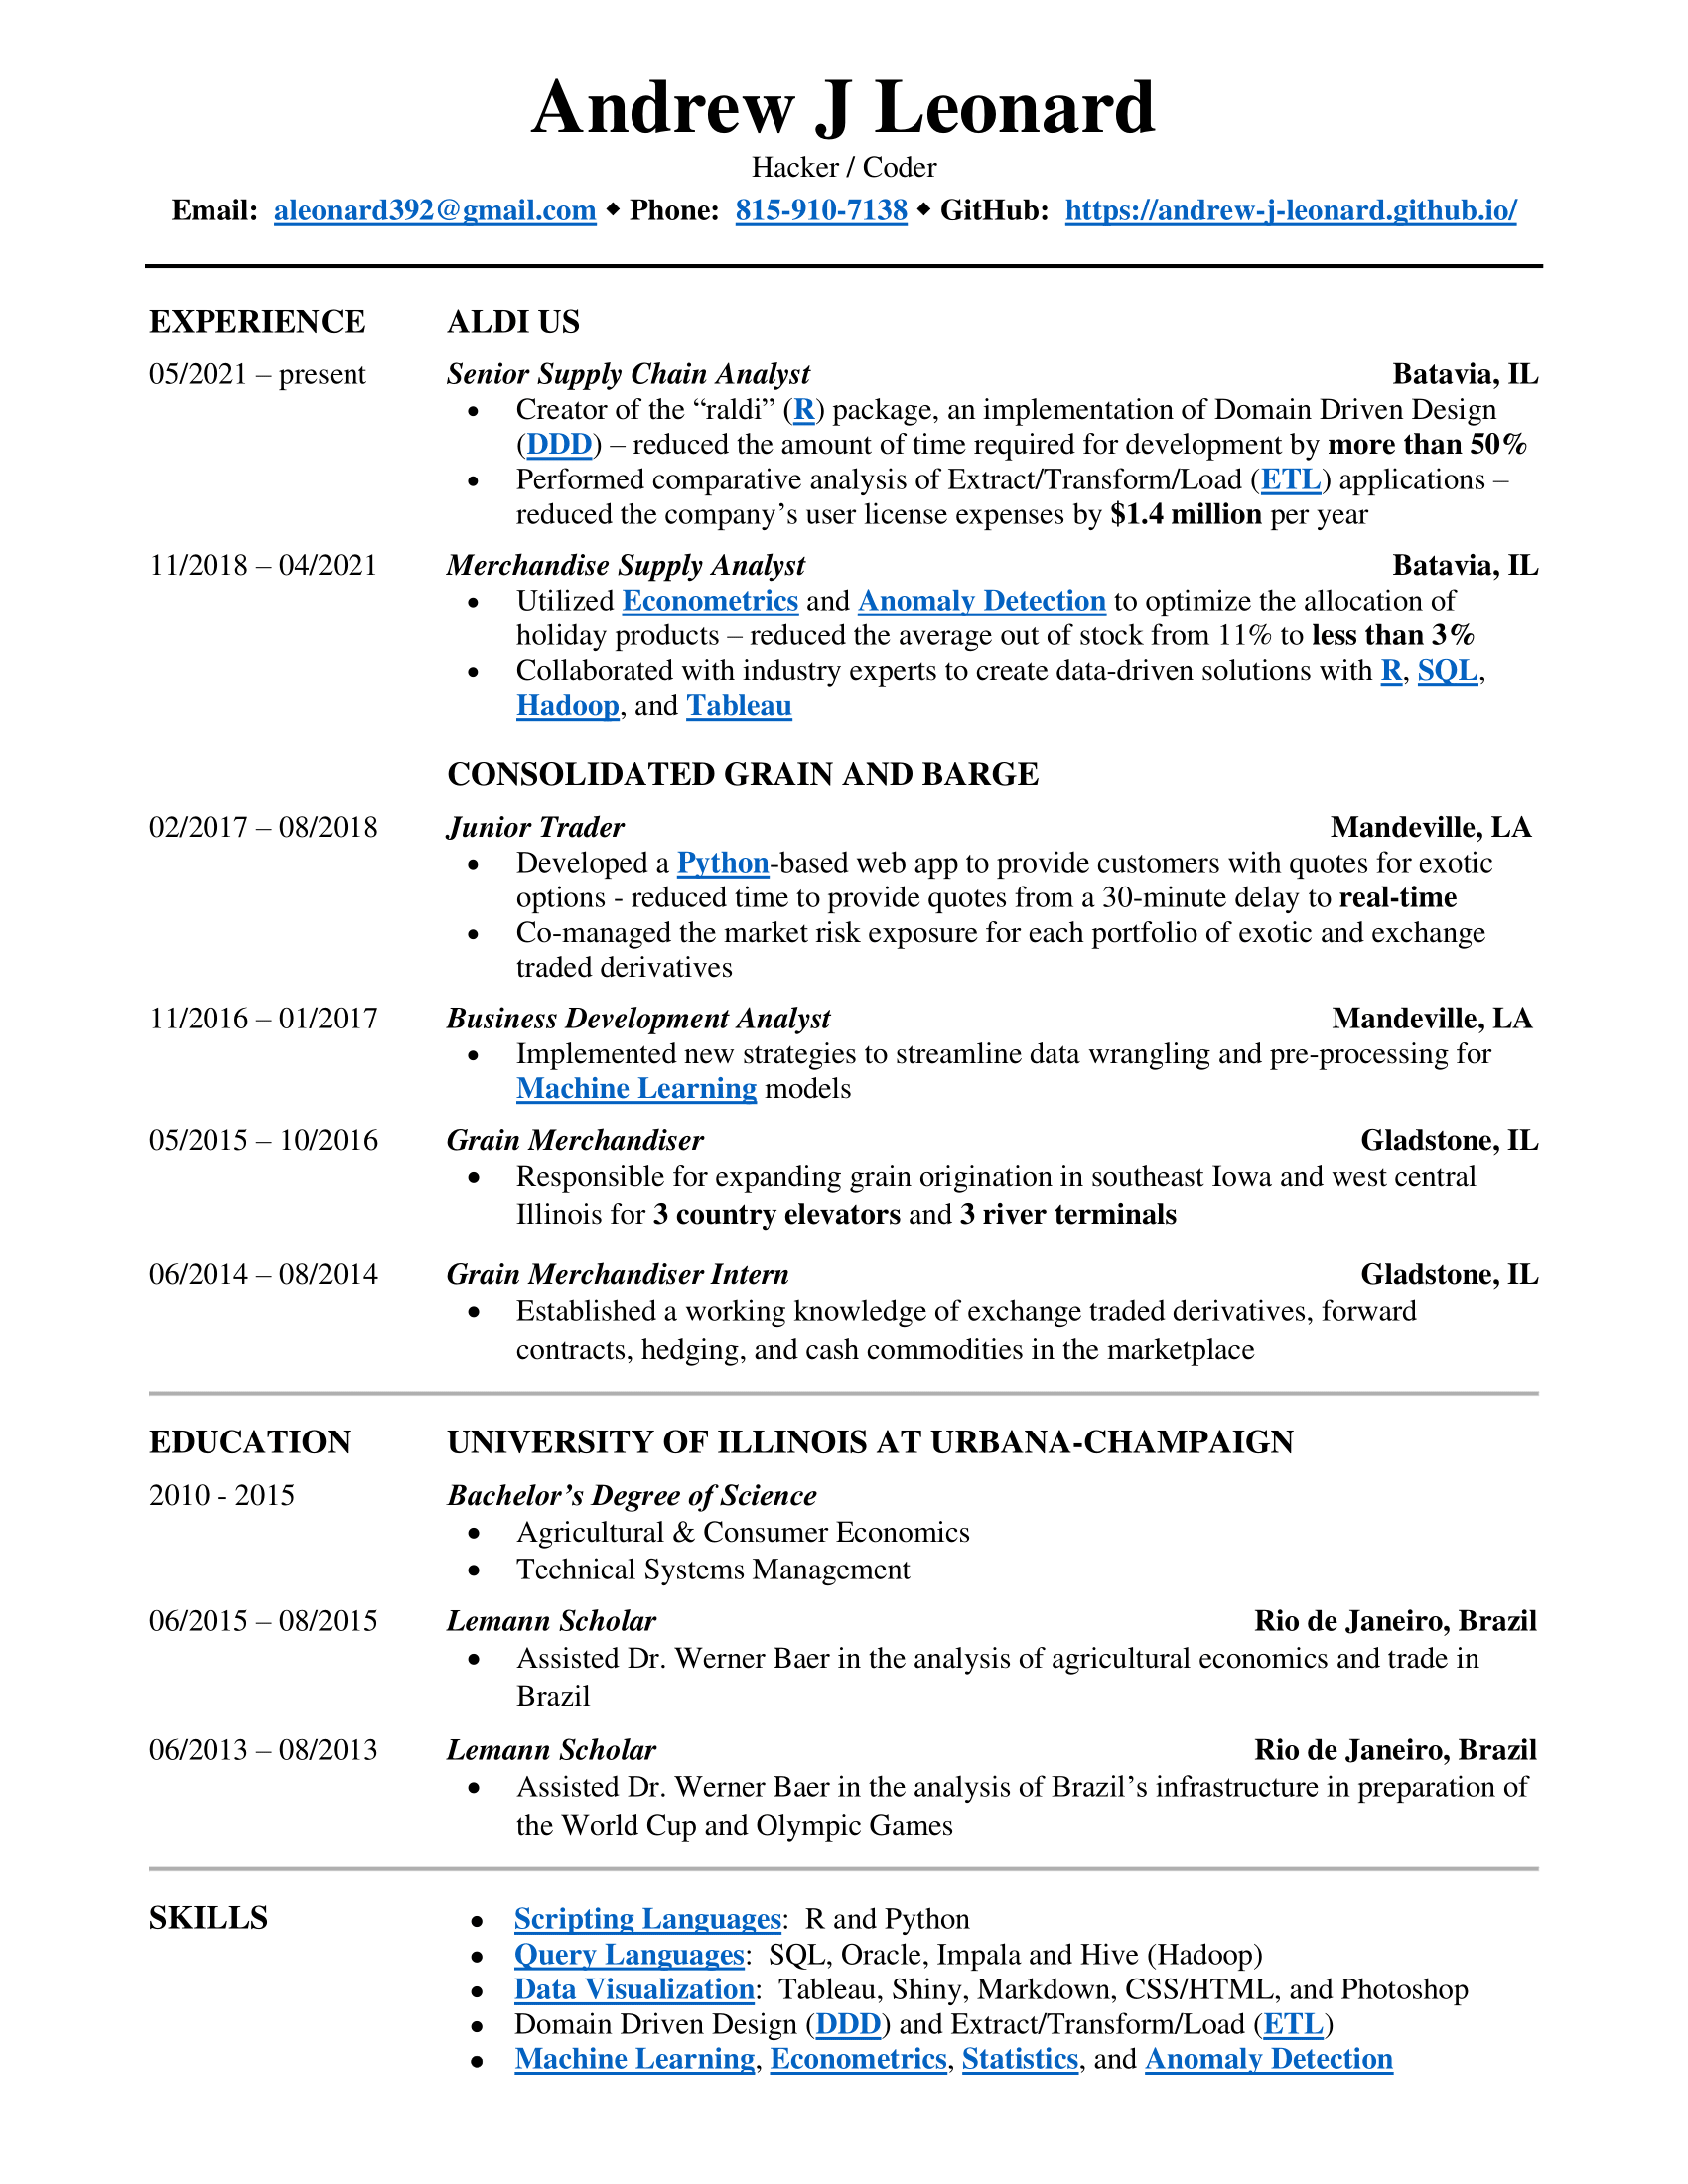 Andrew J Leonard
Hacker / Coder
Email: aleonard392@gmail.com ◆ Phone: 815-910-7138 ◆ GitHub: https://andrew-j-leonard.github.io/
EXPERIENCE ALDI US
05/2021 – present Senior Supply Chain Analyst Batavia, IL
• Creator of the “raldi” (R) package, an implementation of Domain Driven Design
(DDD) – reduced the amount of time required for development by more than 50%
• Performed comparative analysis of Extract/Transform/Load (ETL) applications –
reduced the company’s user license expenses by $1.4 million per year
11/2018 – 04/2021 Merchandise Supply Analyst Batavia, IL
• Utilized Econometrics and Anomaly Detection to optimize the allocation of
holiday products – reduced the average out of stock from 11% to less than 3%
• Collaborated with industry experts to create data-driven solutions with R, SQL,
Hadoop, and Tableau
CONSOLIDATED GRAIN AND BARGE
02/2017 – 08/2018 Junior Trader Mandeville, LA
• Developed a Python-based web app to provide customers with quotes for exotic
options - reduced time to provide quotes from a 30-minute delay to real-time
• Co-managed the market risk exposure for each portfolio of exotic and exchange
traded derivatives
11/2016 – 01/2017 Business Development Analyst Mandeville, LA
• Implemented new strategies to streamline data wrangling and pre-processing for
Machine Learning models
05/2015 – 10/2016 Grain Merchandiser Gladstone, IL
• Responsible for expanding grain origination in southeast Iowa and west central
Illinois for 3 country elevators and 3 river terminals
06/2014 – 08/2014 Grain Merchandiser Intern Gladstone, IL
• Established a working knowledge of exchange traded derivatives, forward
contracts, hedging, and cash commodities in the marketplace
EDUCATION UNIVERSITY OF ILLINOIS AT URBANA-CHAMPAIGN
2010 - 2015 Bachelor’s Degree of Science
• Agricultural & Consumer Economics
• Technical Systems Management
06/2015 – 08/2015 Lemann Scholar Rio de Janeiro, Brazil
• Assisted Dr. Werner Baer in the analysis of agricultural economics and trade in
Brazil
06/2013 – 08/2013 Lemann Scholar Rio de Janeiro, Brazil
• Assisted Dr. Werner Baer in the analysis of Brazil’s infrastructure in preparation of
the World Cup and Olympic Games
SKILLS • Scripting Languages: R and Python
• Query Languages: SQL, Oracle, Impala and Hive (Hadoop)
• Data Visualization: Tableau, Shiny, Markdown, CSS/HTML, and Photoshop
• Domain Driven Design (DDD) and Extract/Transform/Load (ETL)
• Machine Learning, Econometrics, Statistics, and Anomaly Detection